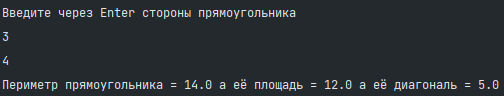 Введите через Enter стороны прямоугольника
3
4
Периметр прямоугольника = 14.0 а её площадь = 12.0 а её диагональ = 5.0